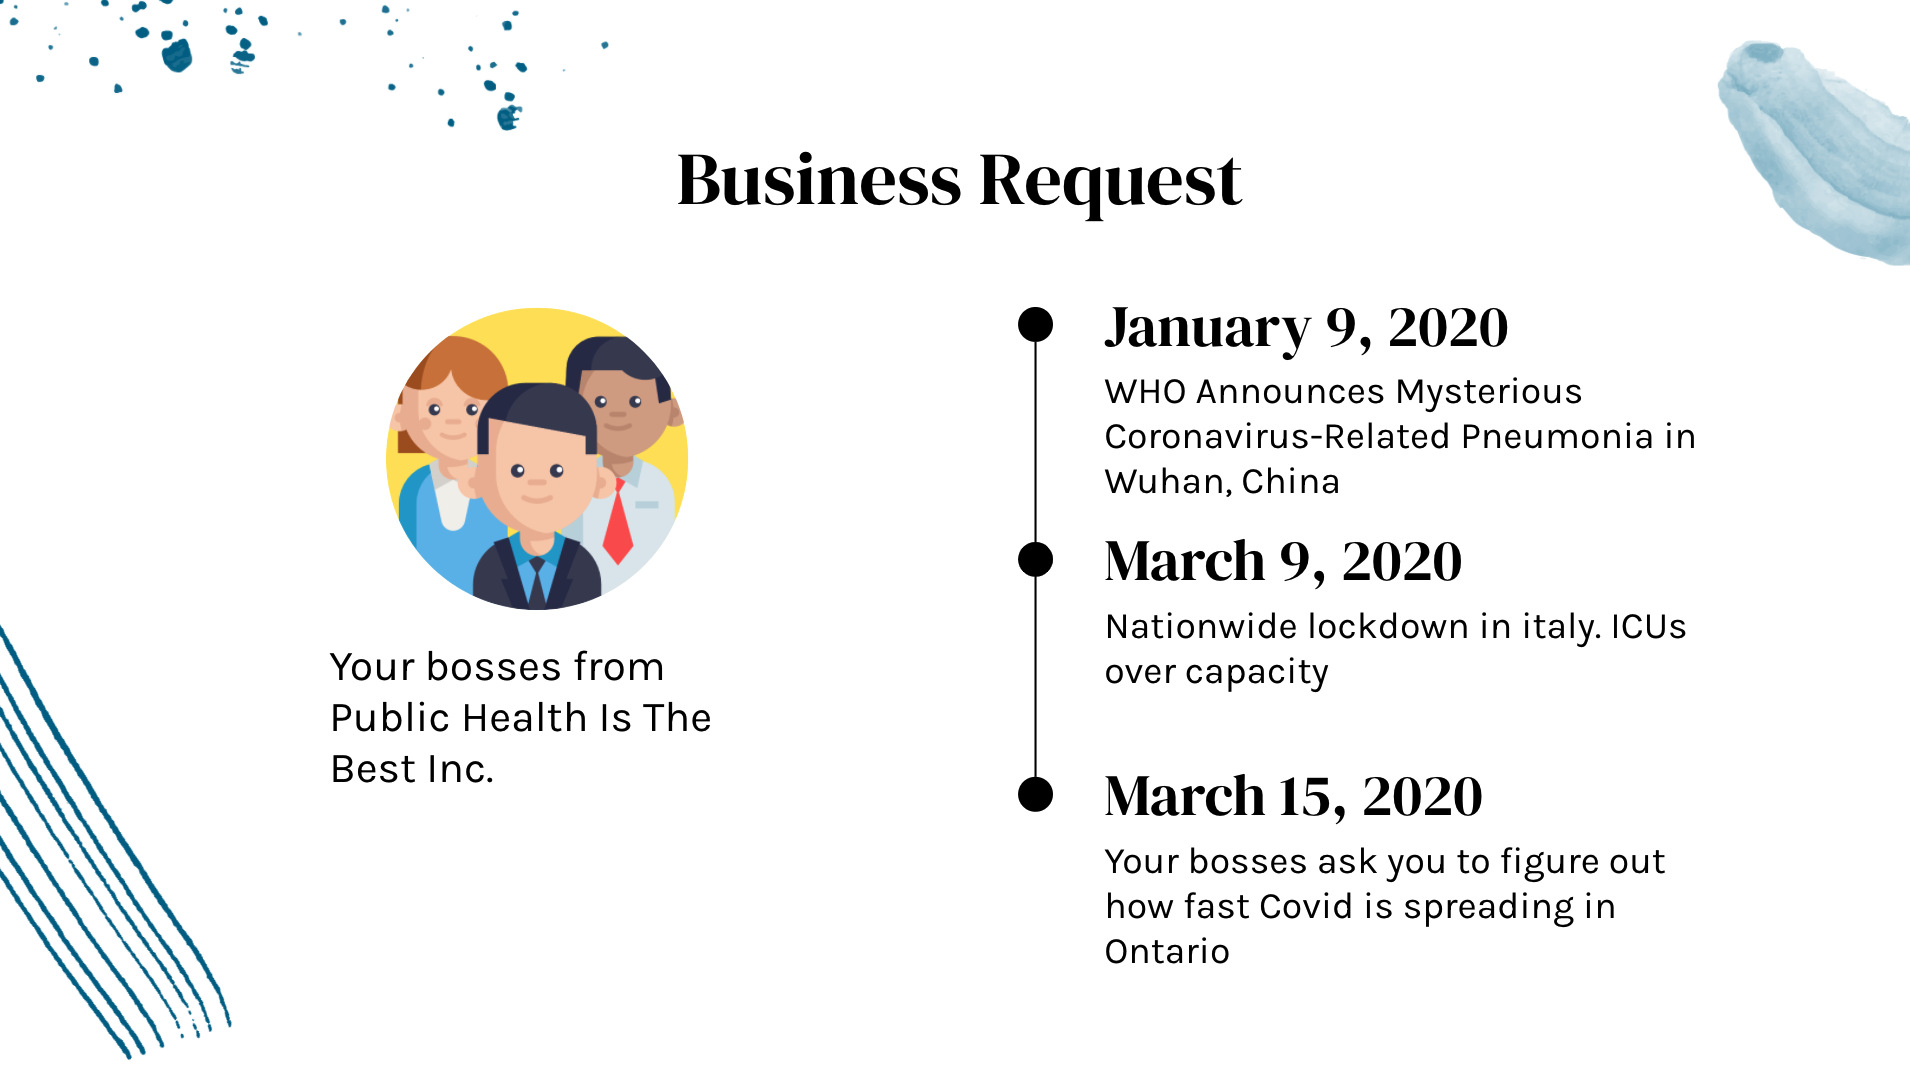 Business Request
Your bosses from
Public Health Is The
Best Inc.
January 9, 2020
WHO Announces Mysterious
Coronavirus-Related Pneumonia in
Wuhan, China
March 9, 2020
Nationwide lockdown in italy. ICUs
over capacity
March 15, 2020
Your bosses ask you to figure out
how fast Covid is spreading in
Ontario